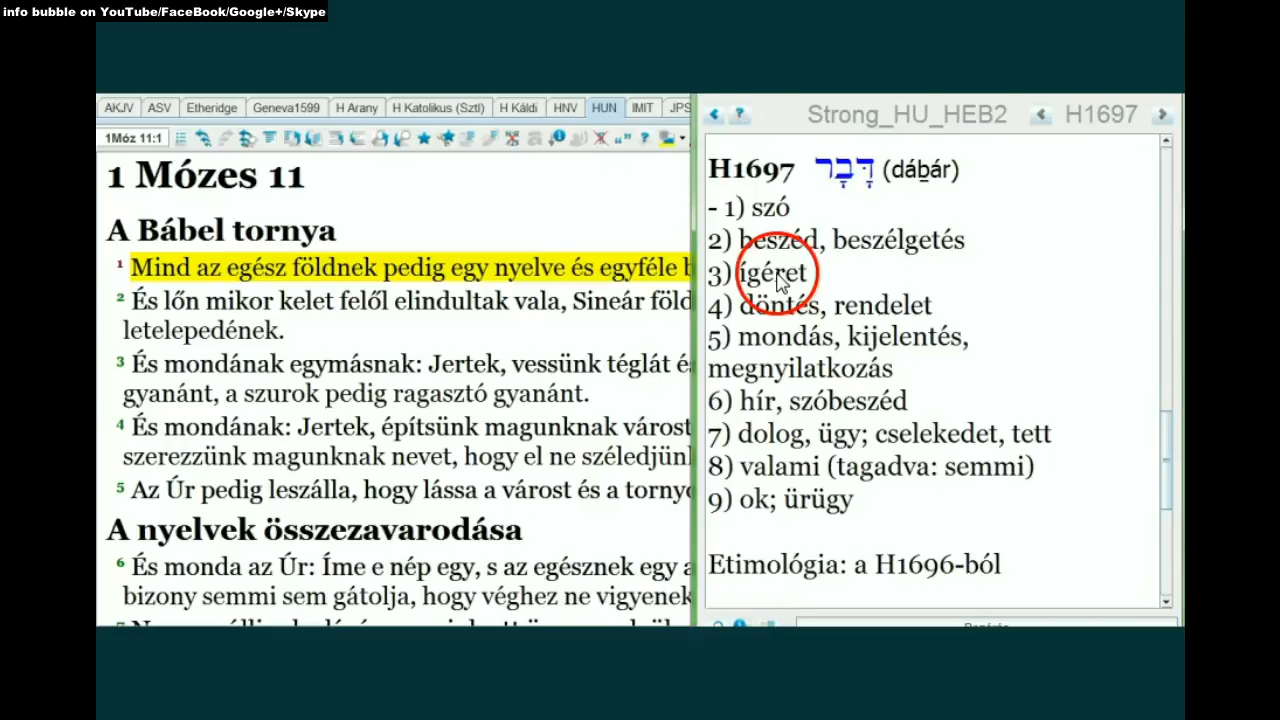 info bubble on YouTube/FaceBook/Google+/Skype
AKJV ASV Etheridge Geneva1599 H Arany H Katolikus (SztI) H Káldi HNV HUN IMIT JPS
1Móz 11:1
1 Mózes 11
A Bábel tornya
1 Mind az egész földnek pedig egy nyelve és egyféle
2 És lőn mikor kelet felől elindultak vala, Sineár föld
letelepedének.
3 És mondának egymásnak: Jertek, vessünk téglát és
gyanánt, a szurok pedig ragasztó gyanánt.
4 És mondának: Jertek, építsünk magunknak várost
szerezzünk magunknak nevet, hogy el ne széledjünk
5 Az Úr pedig leszálla, hogy lássa a várost és a tornyo
A nyelvek összezavarodása
6 És monda az Úr: Íme e nép egy, s az egésznek egy a
bizony semmi sem gátolja, hogy véghez ne vigyenek
Strong_HU_HEB2 H1697
H1697 דָּבָר (dáḇár)
- 1) szó
2) beszéd, beszélgetés
3) ígéret
4) döntés, rendelet
5) mondás, kijelentés,
megnyilatkozás
6) hír, szóbeszéd
7) dolog, ügy; cselekedet, tett
8) valami (tagadva: semmi)
9) ok; ürügy
Etimológia: a H1696-ból